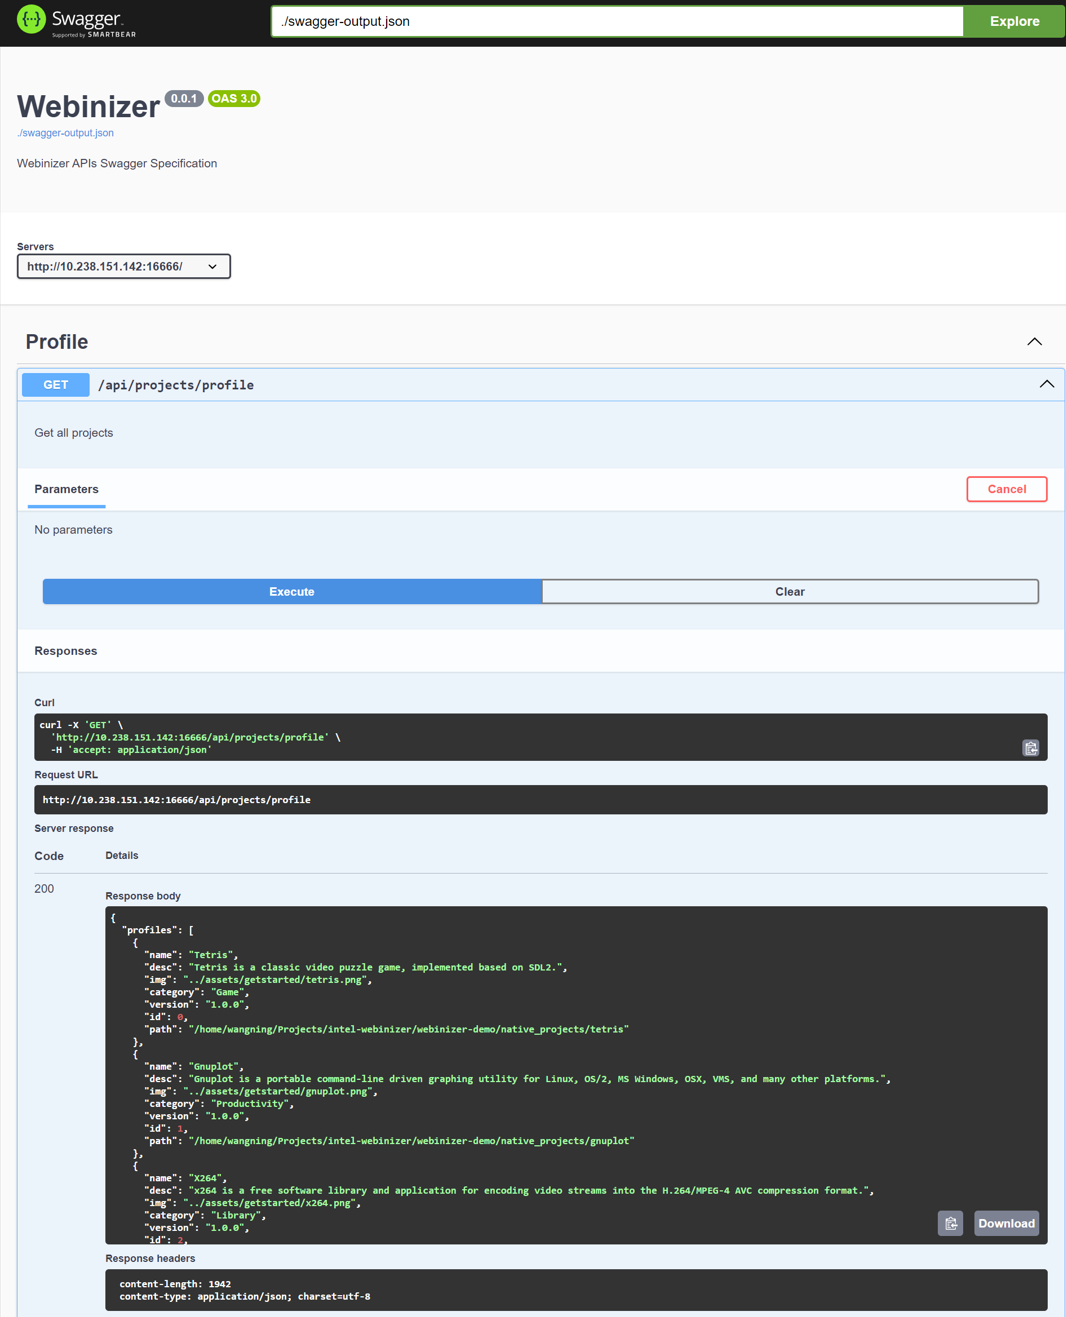 Swagger.
Supported by SMARTBEAR
./swagger-output.json
Explore
Webinizer 0.0.1 OAS 3.0
./swagger-output.json
Webinizer APIs Swagger Specification
Servers
http://10.238.151.142:16666/
Profile
GET /api/projects/profile
Get all projects
Parameters
Cancel
No parameters
Execute
Clear
Responses
Curl
curl -X 'GET' \
  'http://10.238.151.142:16666/api/projects/profile' \
  -H 'accept: application/json'
Request URL
http://10.238.151.142:16666/api/projects/profile
Server response
Code Details
200
Response body
{
  "profiles": [
    {
      "name": "Tetris",
      "desc": "Tetris is a classic video puzzle game, implemented based on SDL2.",
      "img": "../assets/getstarted/tetris.png",
      "category": "Game",
      "version": "1.0.0",
      "id": 0,
      "path": "/home/wangning/Projects/intel-webinizer/webinizer-demo/native_projects/tetris"
    },
    {
      "name": "Gnuplot",
      "desc": "Gnuplot is a portable command-line driven graphing utility for Linux, OS/2, MS Windows, OSX, VMS, and many other platforms.",
      "img": "../assets/getstarted/gnuplot.png",
      "category": "Productivity",
      "version": "1.0.0",
      "id": 1,
      "path": "/home/wangning/Projects/intel-webinizer/webinizer-demo/native_projects/gnuplot"
    },
    {
      "name": "X264",
      "desc": "x264 is a free software library and application for encoding video streams into the H.264/MPEG-4 AVC compression format.",
      "img": "../assets/getstarted/x264.png",
      "category": "Library",
      "version": "1.0.0",
      "id": 2,
Download
Response headers
content-length: 1942
content-type: application/json; charset=utf-8